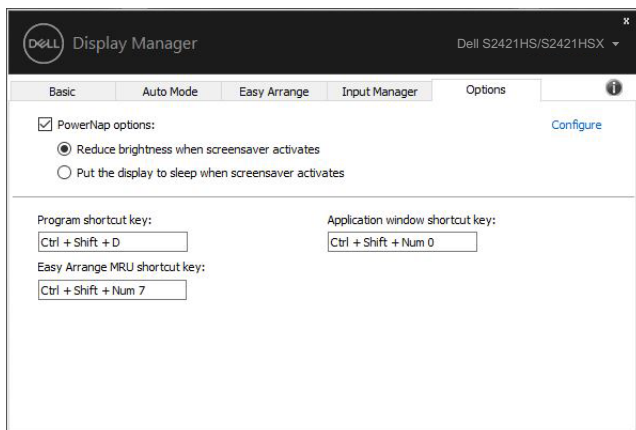 x
DELL Display Manager Dell S2421HS/S2421HSX
Basic Auto Mode Easy Arrange Input Manager Options i
PowerNap options: Configure
Reduce brightness when screensaver activates
Put the display to sleep when screensaver activates
Program shortcut key: Application window shortcut key:
Ctrl + Shift + D Ctrl + Shift + Num 0
Easy Arrange MRU shortcut key:
Ctrl + Shift + Num 7